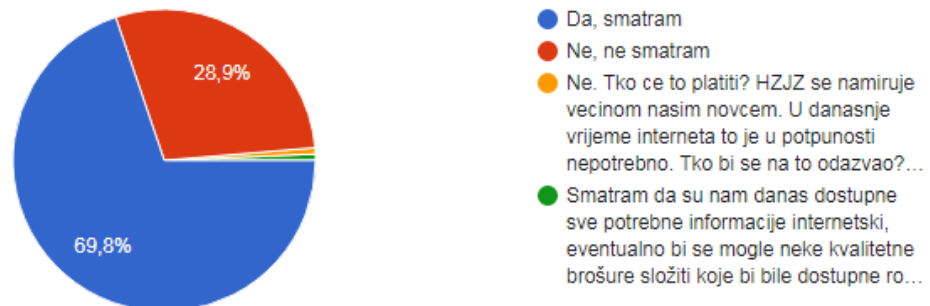 28,9%
69,8%
Da, smatram
Ne, ne smatram
Ne. Tko ce to platiti? HZJZ se namiruje
vecinom nasim novcem. U danasnje
vrijeme interneta to je u potpunosti
nepotrebno. Tko bi se na to odazvao?...
Smatram da su nam danas dostupne
sve potrebne informacije internetski,
eventualno bi se mogle neke kvalitetne
brošure složiti koje bi bile dostupne ro...